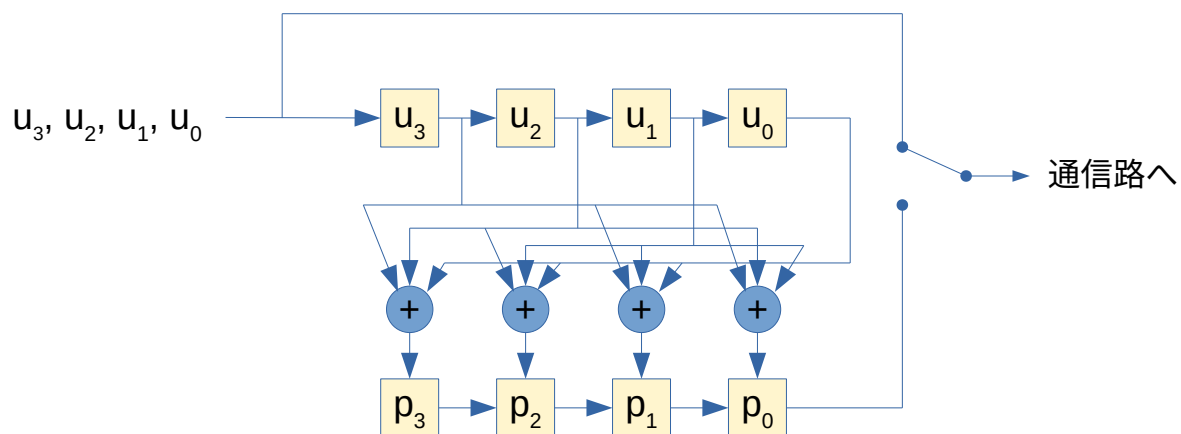 u₃, u₂, u₁, u₀
u₃
u₂
u₁
u₀
通信路へ
+
+
+
+
p₃
p₂
p₁
p₀